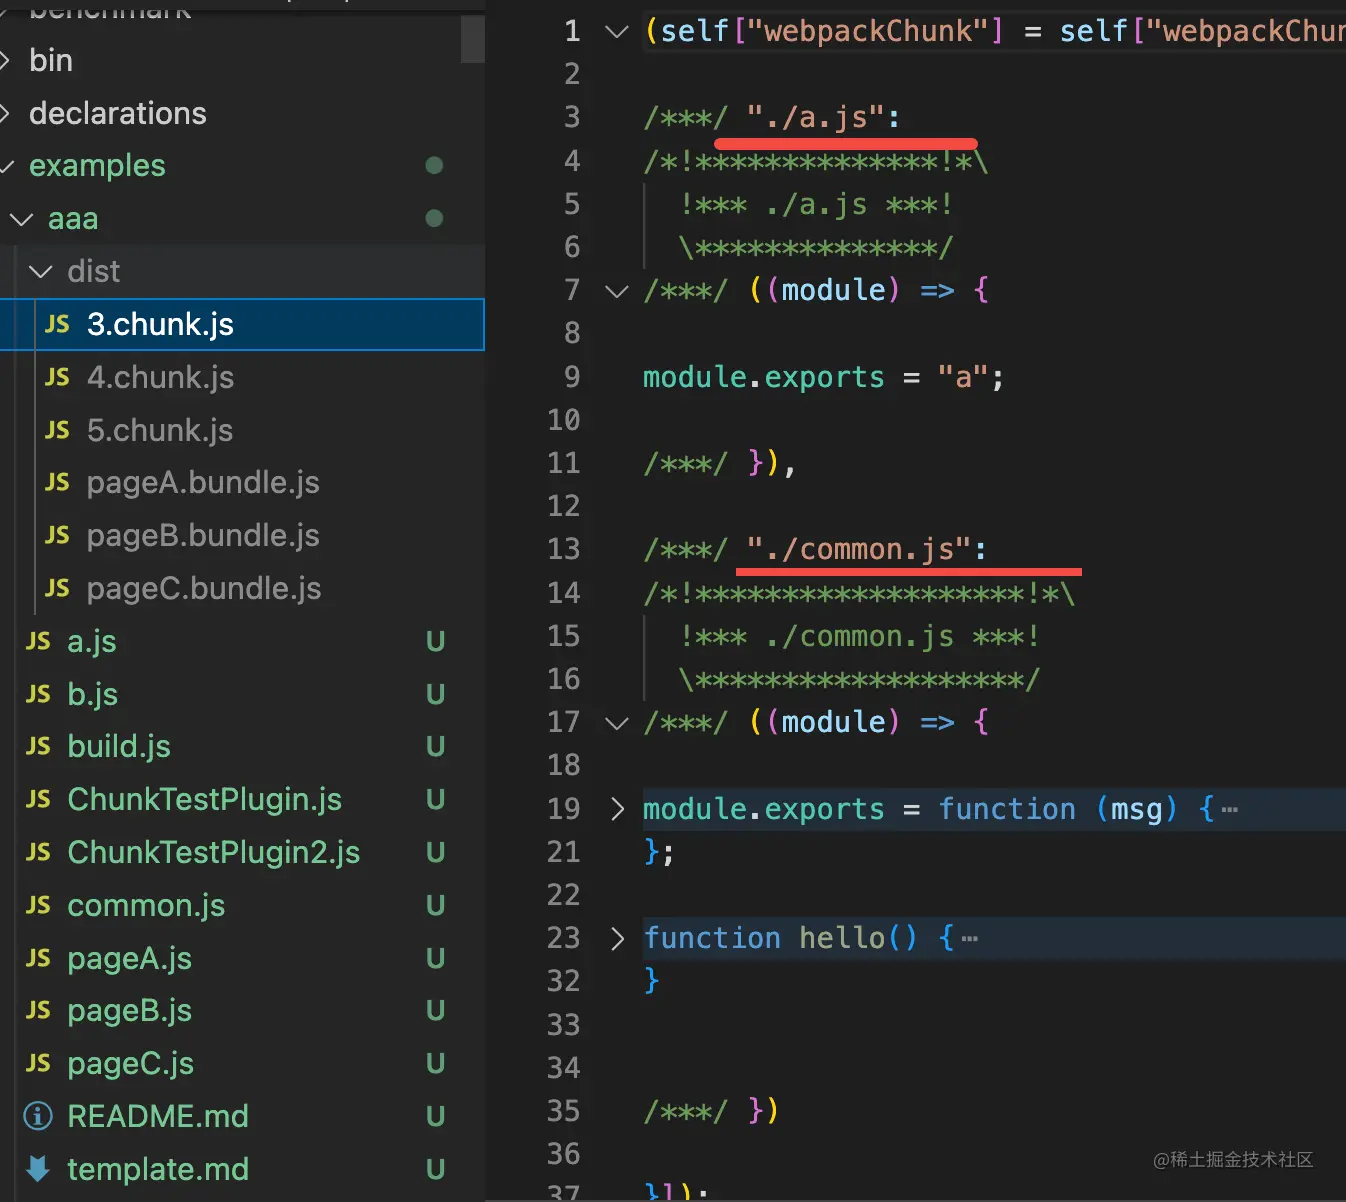 benchmark
bin
declarations
examples
aaa
dist
JS 3.chunk.js
JS 4.chunk.js
JS 5.chunk.js
JS pageA.bundle.js
JS pageB.bundle.js
JS pageC.bundle.js
JS a.js U
JS b.js U
JS build.js U
JS ChunkTestPlugin.js U
JS ChunkTestPlugin2.js U
JS common.js U
JS pageA.js U
JS pageB.js U
JS pageC.js U
README.md U
template.md U
1 (self["webpackChunk"] = self["webpackChun
2
3 /***/ "./a.js":
4 /*!**************!*\
5   !*** ./a.js ***!
6   \**************/
7 /***/ ((module) => {
8
9 module.exports = "a";
10
11 /***/ }),
12
13 /***/ "./common.js":
14 /*!*******************!*\
15   !*** ./common.js ***!
16   \*******************/
17 /***/ ((module) => {
18
19 module.exports = function (msg) {⋯
21 };
22
23 function hello() {⋯
32 }
33
34
35 /***/ })
36
37 }]);
@稀土掘金技术社区